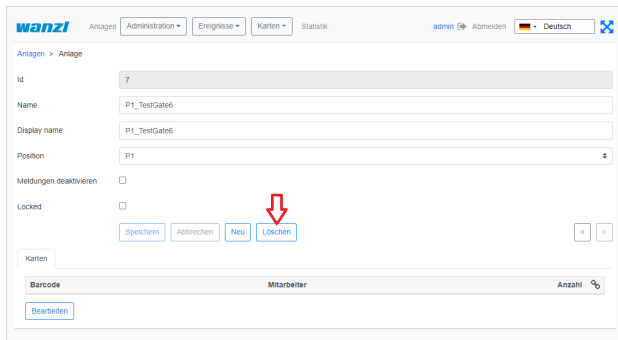 wanzl Anlagen Administration Ereignisse Karten Statistik admin Abmelden Deutsch
Anlagen > Anlage
Id 7
Name P1_TestGate6
Display name P1_TestGate6
Position P1
Meldungen deaktivieren
Locked
Speichern Abbrechen Neu Löschen < >
Karten
Barcode Mitarbeiter Anzahl
Bearbeiten